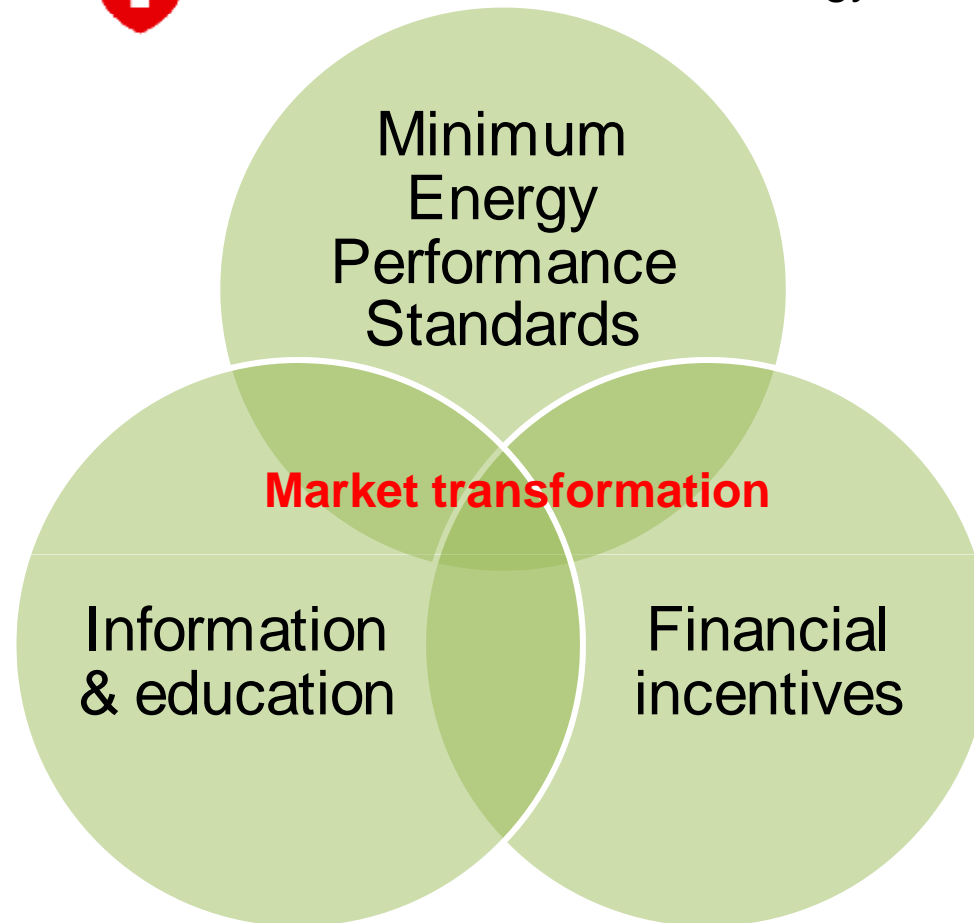 Minimum
Energy
Performance
Standards
Market transformation
Information
& education
Financial
incentives